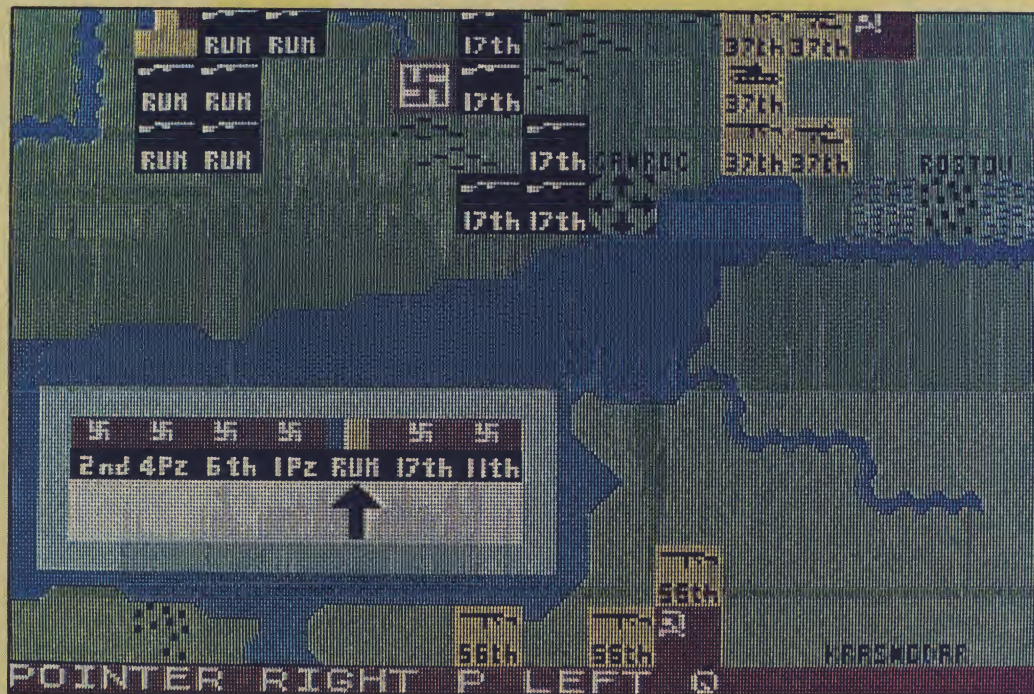 RUM RUM 17th 37th 37th
RUM RUM 17th 37th
RUM RUM 17th 37th 37th ROSTOV
17th 17th
2nd 4Pz 6th 1Pz RUM 17th 11th
56th
56th 56th KRASNODAR
POINTER RIGHT P LEFT Q